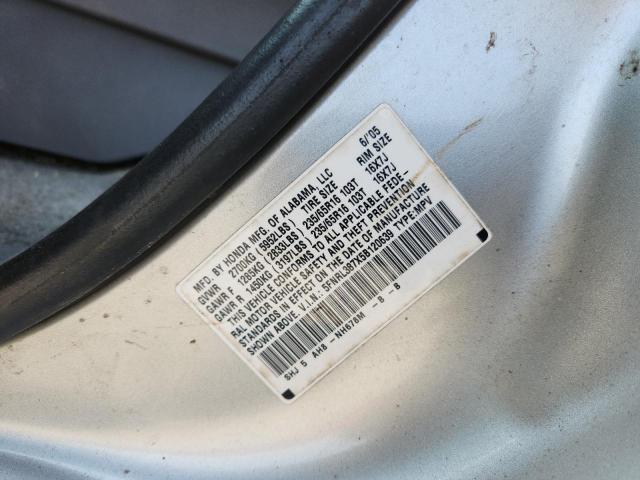 MFD. BY HONDA MFG. OF ALABAMA, LLC 6/'05
GVWR 2700KG (5952LBS) TIRE SIZE RIM SIZE
GAWR F 1285KG (2833LBS) 235/65R16 103T 16X7J
GAWR R 1450KG (3197LBS) 235/65R16 103T 16X7J
THIS VEHICLE CONFORMS TO ALL APPLICABLE FEDE-
RAL MOTOR VEHICLE SAFETY AND THEFT PREVENTION
STANDARDS IN EFFECT ON THE DATE OF MANUFACTURE
SHOWN ABOVE. V.I.N.: TYPE:MPV
SHJ 5 AH8 -NH678M -B -B